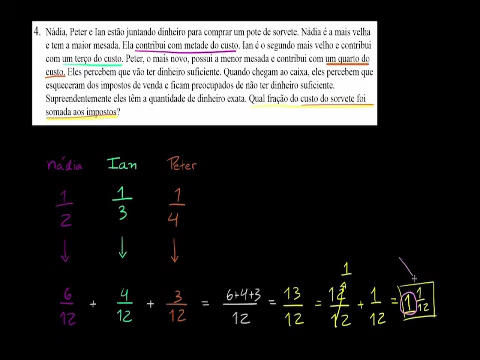 4. Nádia, Peter e Ian estão juntando dinheiro para comprar um pote de sorvete. Nádia é a mais velha
e tem a maior mesada. Ela contribui com metade do custo. Ian é o segundo mais velho e contribui
com um terço do custo. Peter, o mais novo, possui a menor mesada e contribui com um quarto do
custo. Eles percebem que vão ter dinheiro suficiente. Quando chegam ao caixa, eles percebem que
esqueceram dos impostos de venda e ficam preocupados de não ter dinheiro suficiente.
Supreendentemente eles têm a quantidade de dinheiro exata. Qual fração do custo do sorvete foi
somada aos impostos?
nádia Ian Peter
1/2 1/3 1/4
6/12 + 4/12 + 3/12 = 6+4+3/12 = 13/12 = 12/12 + 1/12 = 1 1/12
1